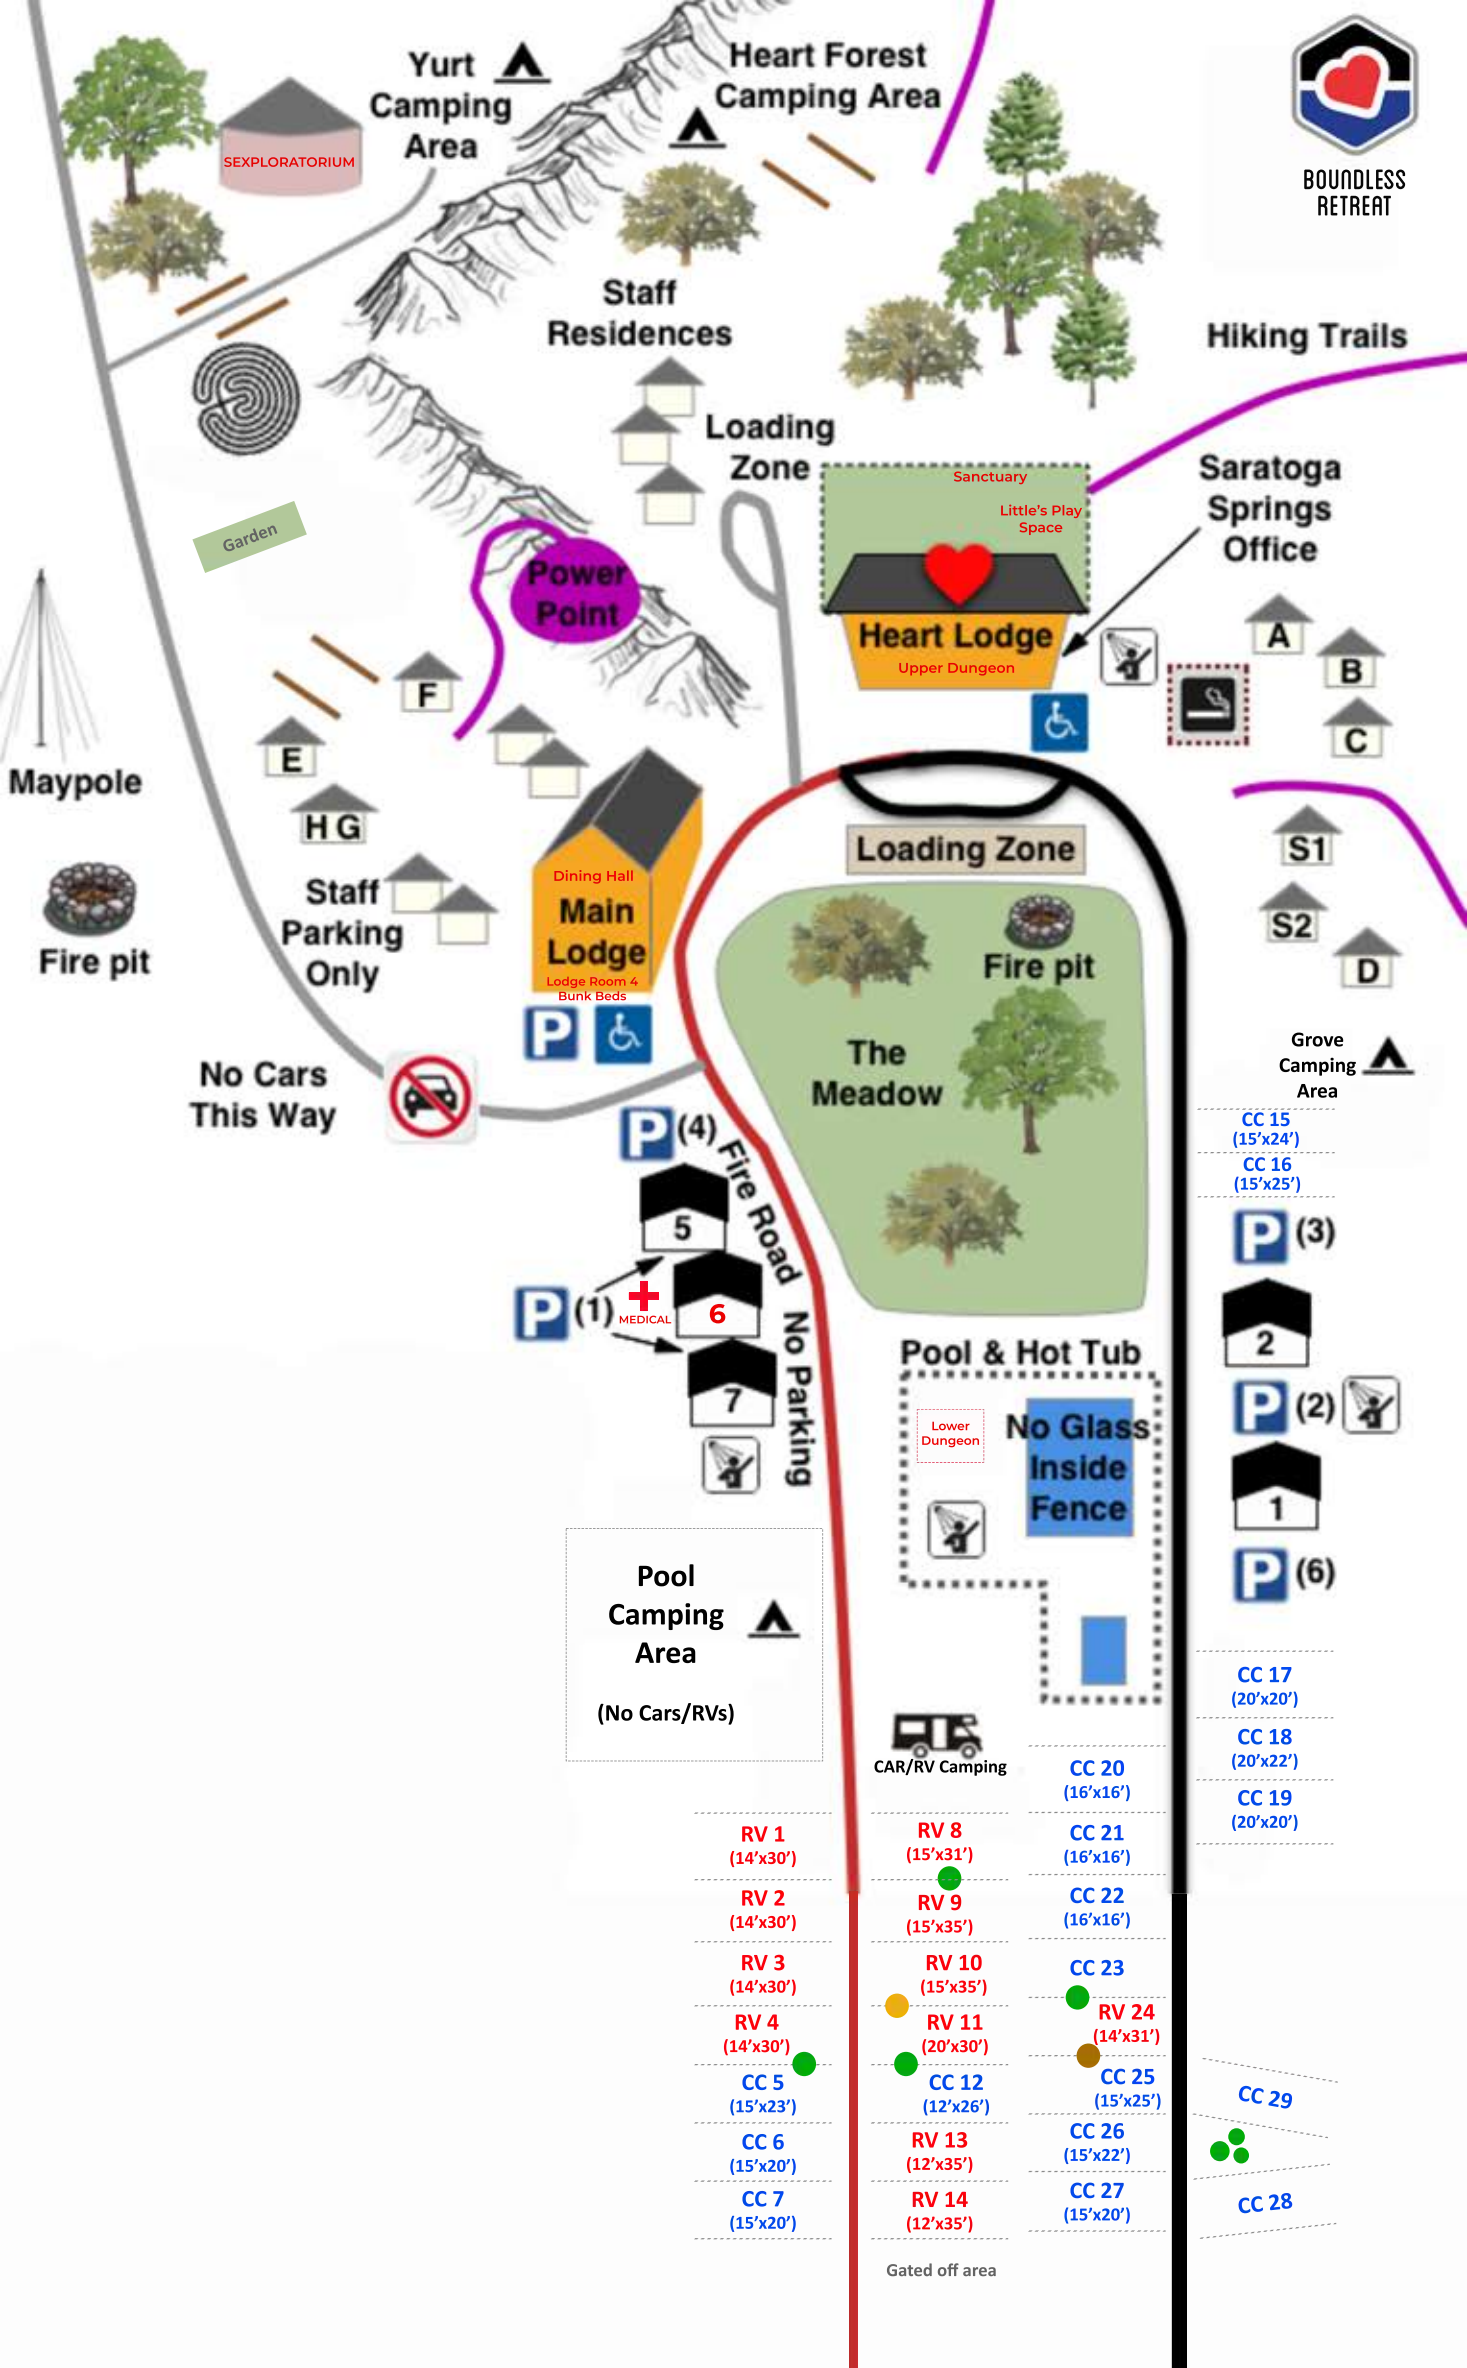 Yurt
Camping
Area
Heart Forest
Camping Area
SEXPLORATORIUM
BOUNDLESS
RETREAT
Staff
Residences
Hiking Trails
Loading
Zone
Sanctuary
Little's Play
Space
Saratoga
Springs
Office
Garden
Power
Point
Heart Lodge
Upper Dungeon
A
B
C
F
E
H G
Maypole
Loading Zone
S1
S2
D
Dining Hall
Main
Lodge
Lodge Room 4
Bunk Beds
Staff
Parking
Only
Fire pit
Fire pit
P
No Cars
This Way
The
Meadow
Grove
Camping
Area
CC 15
(15'x24')
CC 16
(15'x25')
P (4)
Fire Road
No Parking
5
P (1)
MEDICAL
6
7
P (3)
2
P (2)
1
P (6)
Pool & Hot Tub
Lower
Dungeon
No Glass
Inside
Fence
Pool
Camping
Area
(No Cars/RVs)
CAR/RV Camping
CC 17
(20'x20')
CC 18
(20'x22')
CC 19
(20'x20')
RV 1
(14'x30')
RV 2
(14'x30')
RV 3
(14'x30')
RV 4
(14'x30')
CC 5
(15'x23')
CC 6
(15'x20')
CC 7
(15'x20')
RV 8
(15'x31')
RV 9
(15'x35')
RV 10
(15'x35')
RV 11
(20'x30')
CC 12
(12'x26')
RV 13
(12'x35')
RV 14
(12'x35')
Gated off area
CC 20
(16'x16')
CC 21
(16'x16')
CC 22
(16'x16')
CC 23
RV 24
(14'x31')
CC 25
(15'x25')
CC 26
(15'x22')
CC 27
(15'x20')
CC 29
CC 28